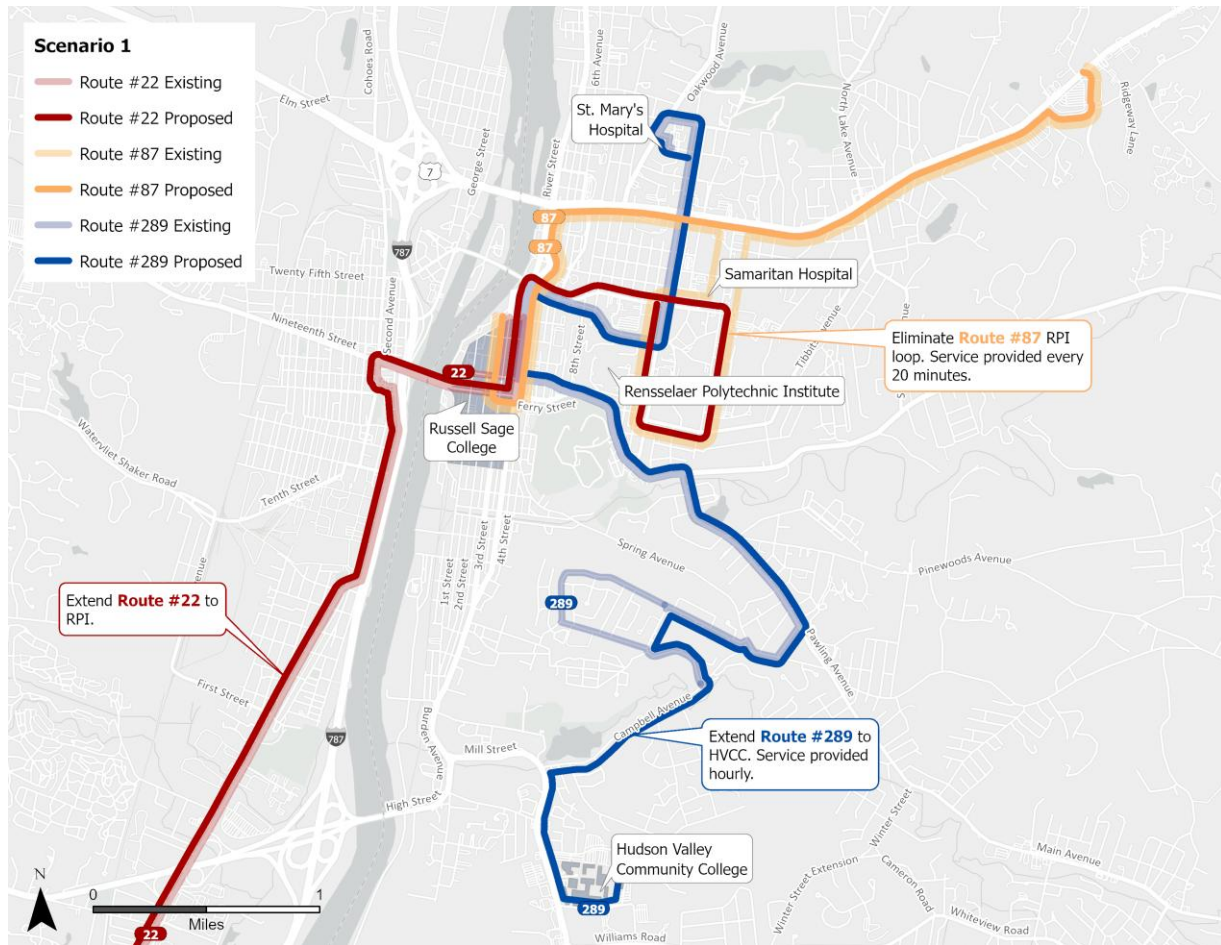 Scenario 1
Route #22 Existing
Route #22 Proposed
Route #87 Existing
Route #87 Proposed
Route #289 Existing
Route #289 Proposed
Elm Street
Cohoes Road
George Street
River Street
6th Avenue
Oakwood Avenue
North Lake Avenue
Ridgeway Lane
St. Mary's
Hospital
7
787
87
87
Twenty Fifth Street
Second Avenue
Nineteenth Street
8th Street
Samaritan Hospital
Eliminate Route #87 RPI
loop. Service provided every
20 minutes.
22
Rensselaer Polytechnic Institute
Ferry Street
Russell Sage
College
Watervliet Shaker Road
Tenth Street
3rd Street
4th Street
1st Street
2nd Street
Spring Avenue
Pinewoods Avenue
Extend Route #22 to
RPI.
289
Pawling Avenue
First Street
787
Burden Avenue
Mill Street
Campbell Avenue
Extend Route #289 to
HVCC. Service provided
hourly.
High Street
Winter Street
Main Avenue
Hudson Valley
Community College
Winter Street Extension
Cameron Road
Whiteview Road
289
Williams Road
N
0
1
Miles
22